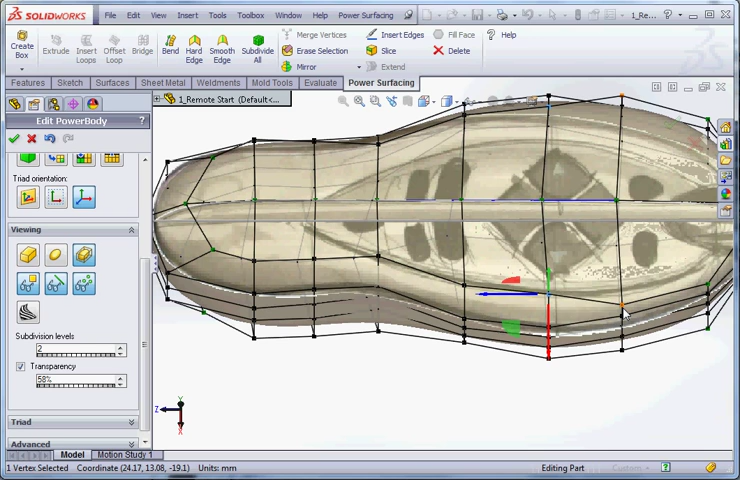 SOLIDWORKS File Edit View Insert Tools Toolbox Window Power Surfacing 1_Re... ?
Create Box
Extrude
Insert Loops
Offset Loop
Bridge
Bend
Hard Edge
Smooth Edge
Subdivide All
Merge Vertices
Insert Edges
Fill Face
Help
Erase Selection
Slice
Delete
Mirror
Extend
Features Sketch Surfaces Sheet Metal Weldments Mold Tools Evaluate Power Surfacing
1_Remote Start (Default<...
Edit PowerBody ?
Triad orientation:
Viewing
Subdivision levels
2
Transparency
58%
Triad
Advanced
Y
Z
X
Model Motion Study 1
1 Vertex Selected Coordinate (24.17, 13.08, -19.1) Units: mm Editing Part Custom